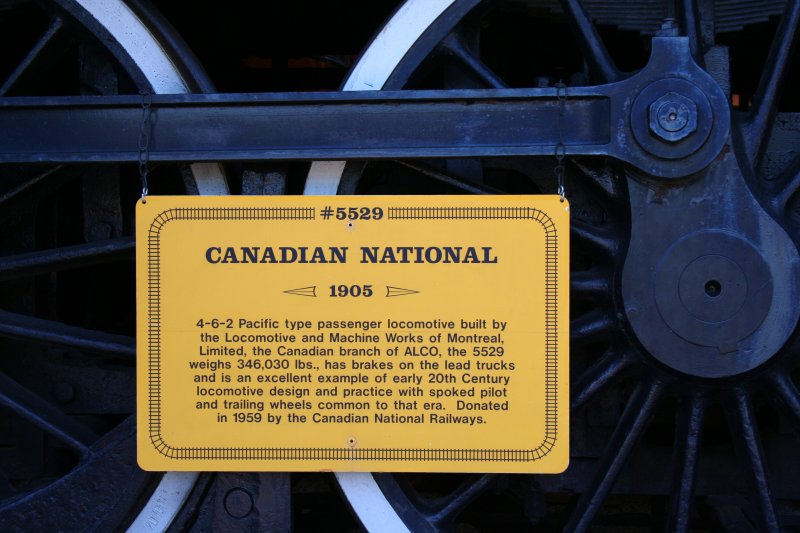 #5529
CANADIAN NATIONAL
1905
4-6-2 Pacific type passenger locomotive built by
the Locomotive and Machine Works of Montreal,
Limited, the Canadian branch of ALCO, the 5529
weighs 346,030 lbs., has brakes on the lead trucks
and is an excellent example of early 20th Century
locomotive design and practice with spoked pilot
and trailing wheels common to that era. Donated
in 1959 by the Canadian National Railways.